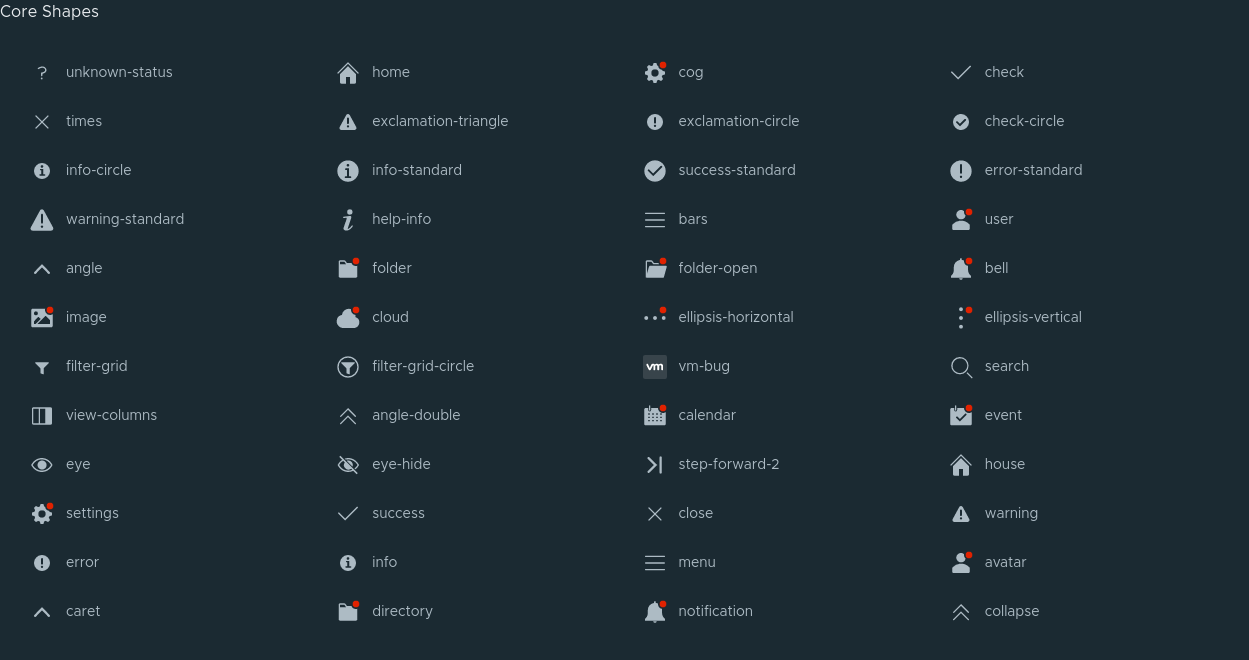 Core Shapes
? unknown-status home cog check
times exclamation-triangle exclamation-circle check-circle
info-circle info-standard success-standard error-standard
warning-standard help-info bars user
angle folder folder-open bell
image cloud ellipsis-horizontal ellipsis-vertical
filter-grid filter-grid-circle vm vm-bug search
view-columns angle-double calendar event
eye eye-hide step-forward-2 house
settings success close warning
error info menu avatar
caret directory notification collapse